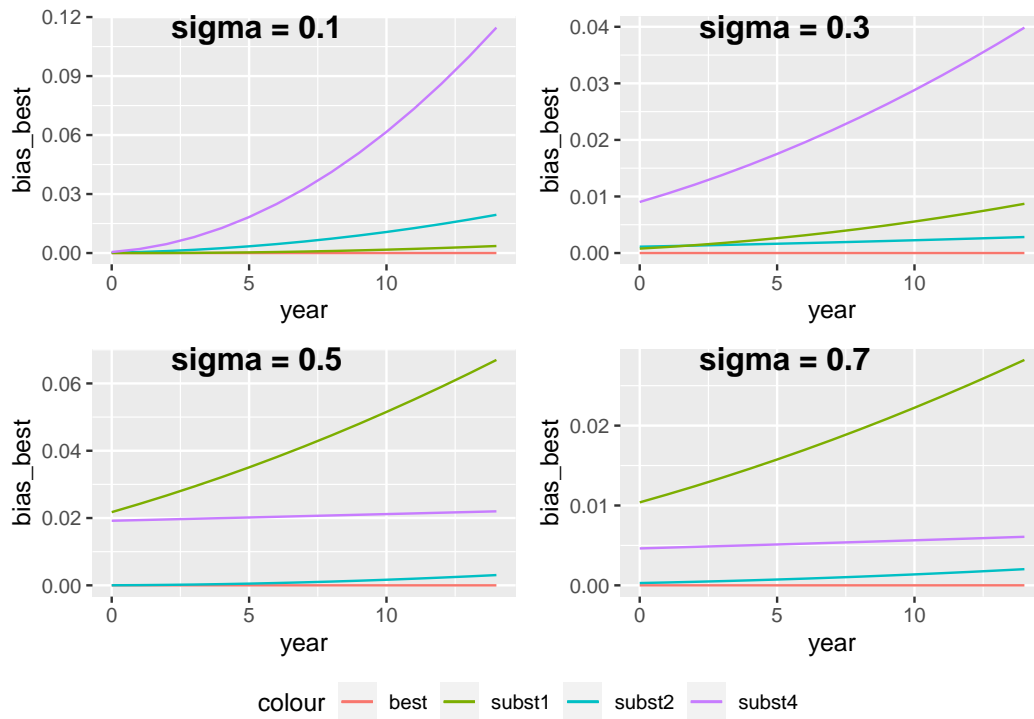 sigma = 0.1
0.12
0.09
0.06
0.03
0.00
bias_best
0 5 10
year
sigma = 0.3
0.04
0.03
0.02
0.01
0.00
bias_best
0 5 10
year
sigma = 0.5
0.06
0.04
0.02
0.00
bias_best
0 5 10
year
sigma = 0.7
0.02
0.01
0.00
bias_best
0 5 10
year
colour best subst1 subst2 subst4